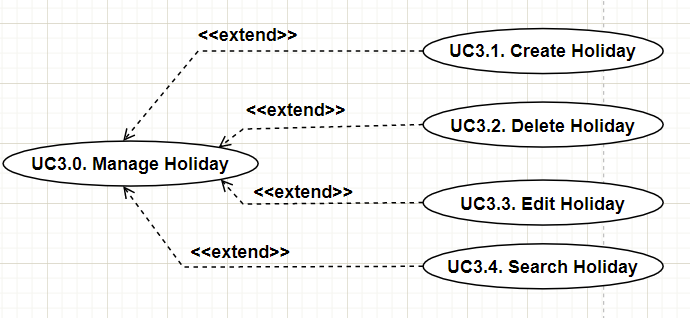 <<extend>>
UC3.1. Create Holiday
<<extend>>
UC3.2. Delete Holiday
UC3.0. Manage Holiday
<<extend>>
UC3.3. Edit Holiday
<<extend>>
UC3.4. Search Holiday